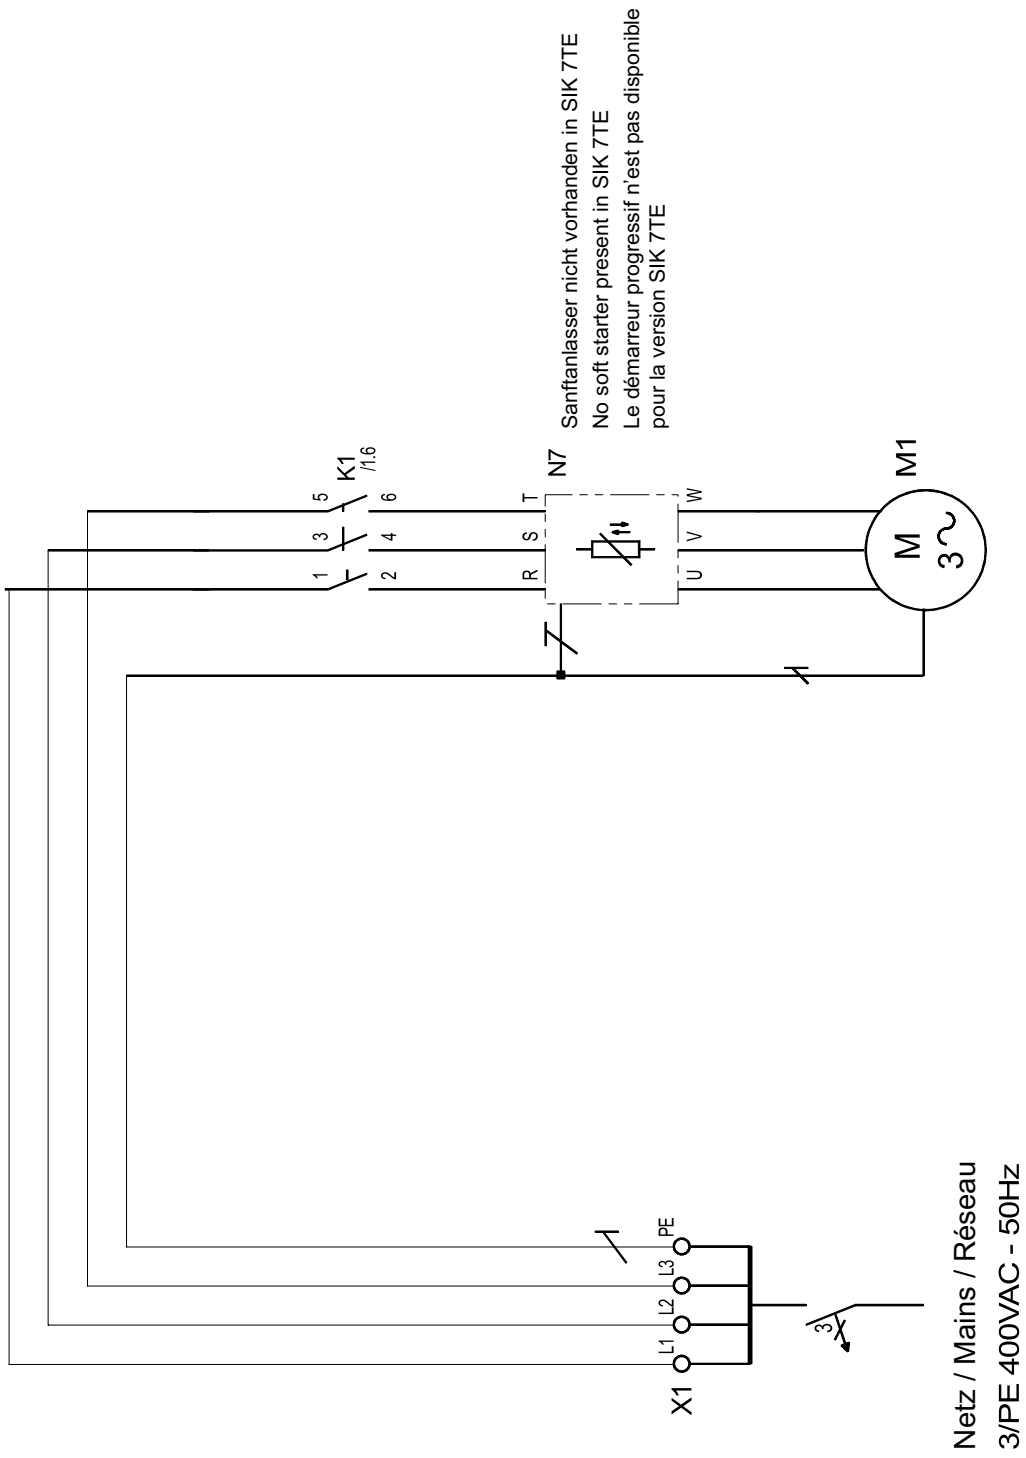 Netz / Mains / Réseau
3/PE 400VAC - 50Hz
X1
L1
L2
L3
PE
3
1
3
5
K1
/1.6
2
4
6
R
S
T
N7
U
V
W
M
3
M1
Sanftanlasser nicht vorhanden in SIK 7TE
No soft starter present in SIK 7TE
Le démarreur progressif n'est pas disponible
pour la version SIK 7TE